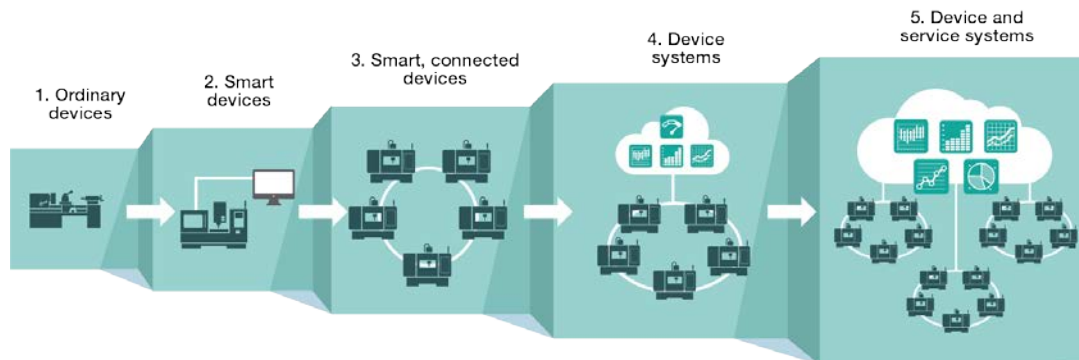 1. Ordinary
devices
2. Smart
devices
3. Smart, connected
devices
4. Device
systems
5. Device and
service systems